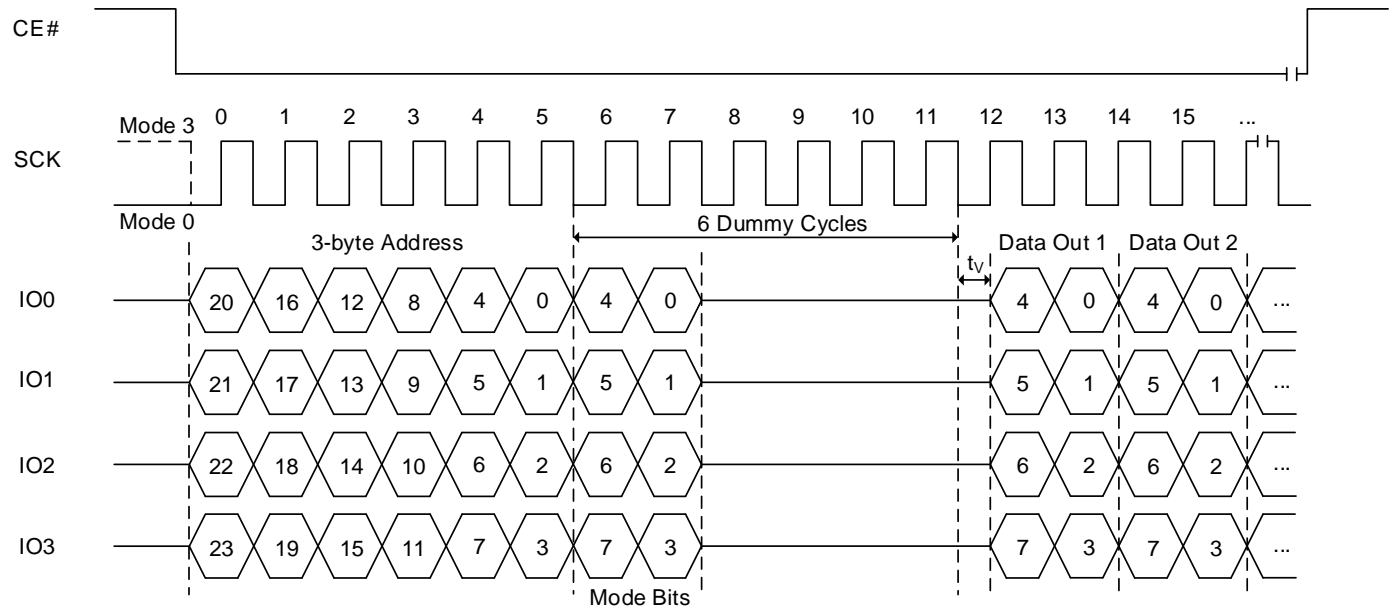 CE#
Mode 3 0 1 2 3 4 5 6 7 8 9 10 11 12 13 14 15 ...
SCK
Mode 0
6 Dummy Cycles
3-byte Address Data Out 1 Data Out 2
tV
IO0 20 16 12 8 4 0 4 0 4 0 4 0 ...
IO1 21 17 13 9 5 1 5 1 5 1 5 1 ...
IO2 22 18 14 10 6 2 6 2 6 2 6 2 ...
IO3 23 19 15 11 7 3 7 3 7 3 7 3 ...
Mode Bits